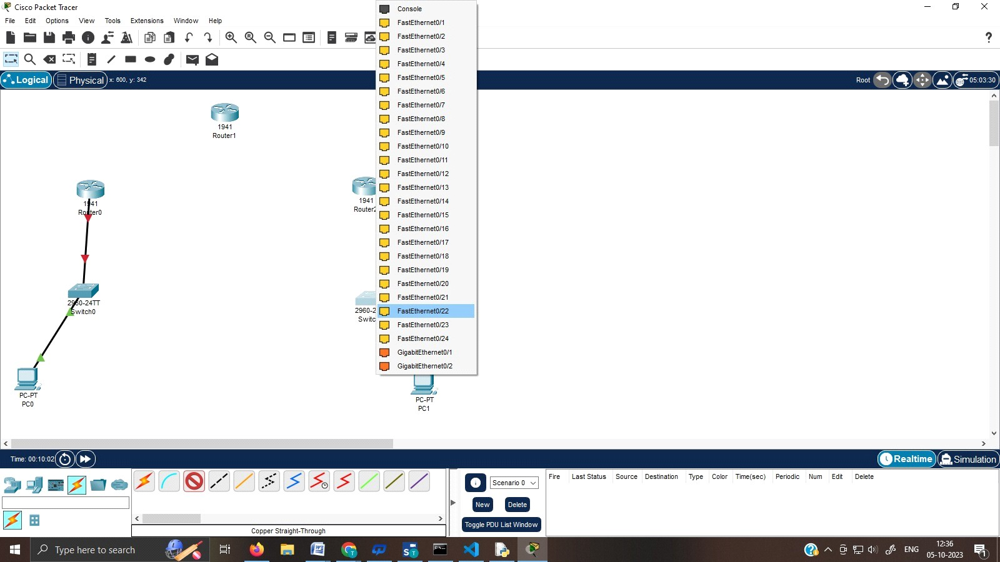 Cisco Packet Tracer
File Edit Options View Tools Extensions Window Help
?
Logical Physical x: 600, y: 342
Root 05:03:30
Console
FastEthernet0/1
FastEthernet0/2
FastEthernet0/3
FastEthernet0/4
FastEthernet0/5
FastEthernet0/6
FastEthernet0/7
FastEthernet0/8
FastEthernet0/9
FastEthernet0/10
FastEthernet0/11
FastEthernet0/12
FastEthernet0/13
FastEthernet0/14
FastEthernet0/15
FastEthernet0/16
FastEthernet0/17
FastEthernet0/18
FastEthernet0/19
FastEthernet0/20
FastEthernet0/21
FastEthernet0/22
FastEthernet0/23
FastEthernet0/24
GigabitEthernet0/1
GigabitEthernet0/2
1941
Router1
1941
Router0
1941
Router2
2960-24TT
Switch0
2960-2
Switc
PC-PT
PC0
PC-PT
PC1
Time: 00:10:02
Realtime Simulation
Scenario 0
New Delete
Toggle PDU List Window
Fire Last Status Source Destination Type Color Time(sec) Periodic Num Edit Delete
Copper Straight-Through
Type here to search
ENG
12:36
05-10-2023
1